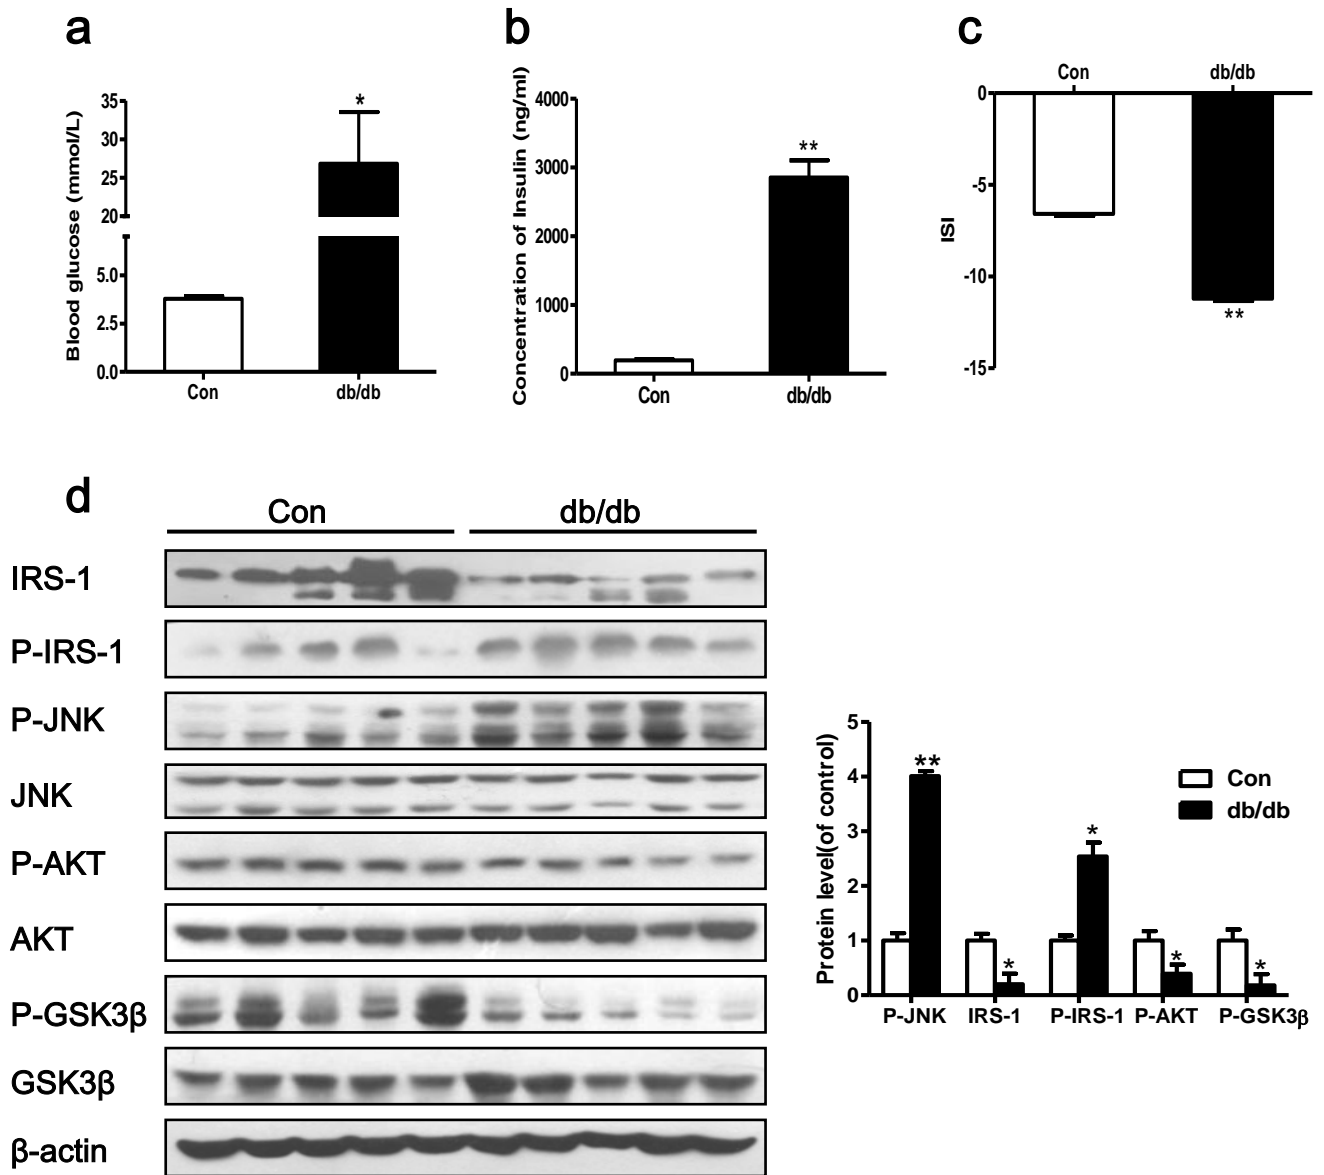 a
Blood glucose (mmol/L)
35
30
25
20
5.0
2.5
0.0
*
Con
db/db
b
Concentration of Insulin (ng/ml)
4000
3000
2000
1000
0
**
Con
db/db
c
Con
db/db
ISI
0
-5
-10
-15
**
d
Con
db/db
IRS-1
P-IRS-1
P-JNK
JNK
P-AKT
AKT
P-GSK3β
GSK3β
β-actin
Protein level(of control)
5
4
3
2
1
0
**
*
*
*
*
Con
db/db
P-JNK
IRS-1
P-IRS-1
P-AKT
P-GSK3β